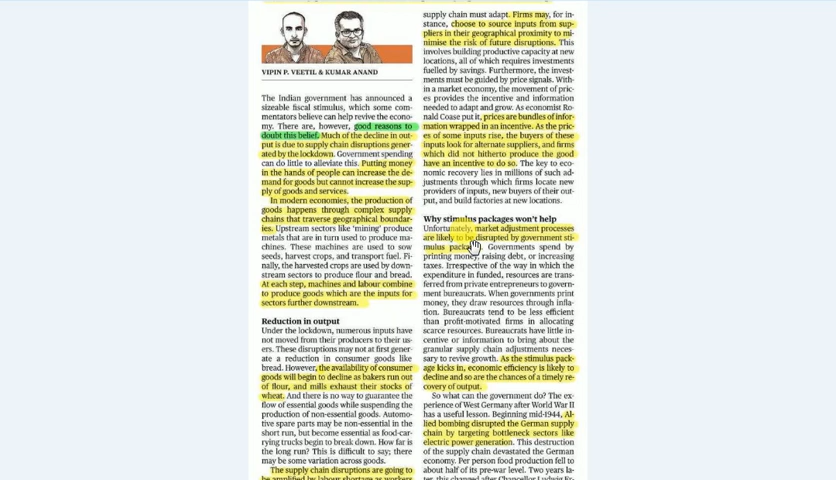 VIPIN P. VEETIL & KUMAR ANAND
The Indian government has announced a
sizeable fiscal stimulus, which some com-
mentators believe can help revive the econo-
my. There are, however, good reasons to
doubt this belief. Much of the decline in out-
put is due to supply chain disruptions gener-
ated by the lockdown. Government spending
can do little to alleviate this. Putting money
in the hands of people can increase the de-
mand for goods but cannot increase the sup-
ply of goods and services.
In modern economies, the production of
goods happens through complex supply
chains that traverse geographical boundar-
ies. Upstream sectors like 'mining' produce
metals that are in turn used to produce ma-
chines. These machines are used to sow
seeds, harvest crops, and transport fuel. Fi-
nally, the harvested crops are used by down-
stream sectors to produce flour and bread.
At each step, machines and labour combine
to produce goods which are the inputs for
sectors further downstream.
Reduction in output
Under the lockdown, numerous inputs have
not moved from their producers to their us-
ers. These disruptions may not at first gener-
ate a reduction in consumer goods like
bread. However, the availability of consumer
goods will begin to decline as bakers run out
of flour, and mills exhaust their stocks of
wheat. And there is no way to guarantee the
flow of essential goods while suspending the
production of non-essential goods. Automo-
tive spare parts may be non-essential in the
short run, but become essential as food-car-
rying trucks begin to break down. How far is
the long run? This is difficult to say; there
may be some variation across goods.
The supply chain disruptions are going to
be amplified by labour shortage as workers
supply chain must adapt. Firms may, for in-
stance, choose to source inputs from sup-
pliers in their geographical proximity to mi-
nimise the risk of future disruptions. This
involves building productive capacity at new
locations, all of which requires investments
fuelled by savings. Furthermore, the invest-
ments must be guided by price signals. With-
in a market economy, the movement of pric-
es provides the incentive and information
needed to adapt and grow. As economist Ro-
nald Coase put it, prices are bundles of infor-
mation wrapped in an incentive. As the pric-
es of some inputs rise, the buyers of these
inputs look for alternate suppliers, and firms
which did not hitherto produce the good
have an incentive to do so. The key to eco-
nomic recovery lies in millions of such ad-
justments through which firms locate new
providers of inputs, new buyers of their out-
put, and build factories at new locations.
Why stimulus packages won't help
Unfortunately, market adjustment processes
are likely to be disrupted by government sti-
mulus Governments spend by
printing money, raising debt, or increasing
taxes. Irrespective of the way in which the
expenditure in funded, resources are trans-
ferred from private entrepreneurs to govern-
ment bureaucrats. When governments print
money, they draw resources through infla-
tion. Bureaucrats tend to be less efficient
than profit-motivated firms in allocating
scarce resources. Bureaucrats have little in-
centive or information to bring about the
granular supply chain adjustments neces-
sary to revive growth. As the stimulus pack-
age kicks in, economic efficiency is likely to
decline and so are the chances of a timely re-
covery of output.
So what can the government do? The ex-
perience of West Germany after World War II
has a useful lesson. Beginning mid-1944, Al-
lied bombing disrupted the German supply
chain by targeting bottleneck sectors like
electric power generation. This destruction
of the supply chain devastated the German
economy. Per person food production fell to
about half of its pre-war level. Two years la-
ter, this changed after Chancellor Ludwig Er-